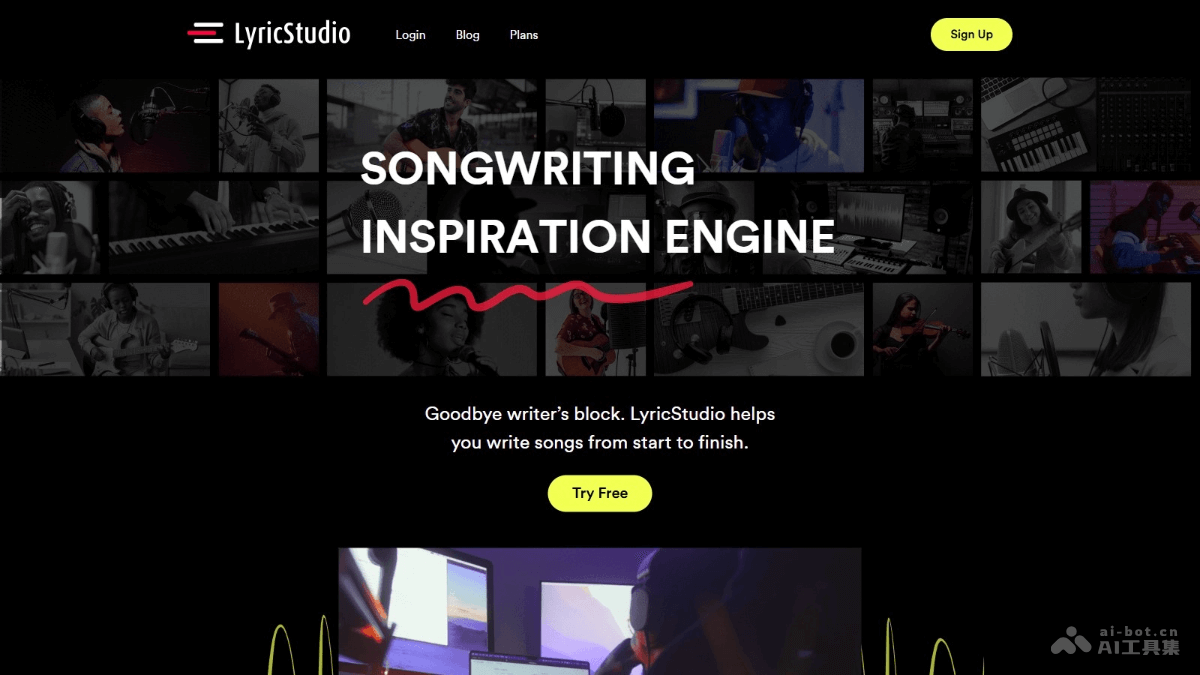 LyricStudio
Login
Blog
Plans
Sign Up
SONGWRITING
INSPIRATION ENGINE
Goodbye writer’s block. LyricStudio helps
you write songs from start to finish.
Try Free
ai-bot.cn
AI工具集